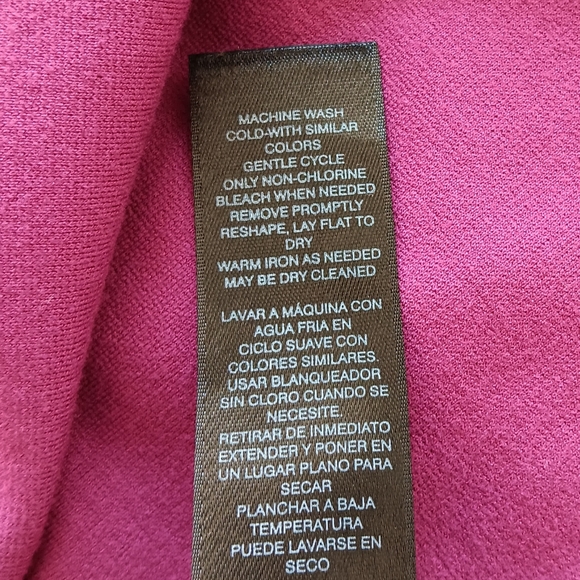 MACHINE WASH
COLD-WITH SIMILAR
COLORS
GENTLE CYCLE
ONLY NON-CHLORINE
BLEACH WHEN NEEDED
REMOVE PROMPTLY
RESHAPE, LAY FLAT TO
DRY
WARM IRON AS NEEDED
MAY BE DRY CLEANED
LAVAR A MÁQUINA CON
AGUA FRIA EN
CICLO SUAVE CON
COLORES SIMILARES.
USAR BLANQUEADOR
SIN CLORO CUANDO SE
NECESITE.
RETIRAR DE INMEDIATO
EXTENDER Y PONER EN
UN LUGAR PLANO PARA
SECAR
PLANCHAR A BAJA
TEMPERATURA
PUEDE LAVARSE EN
SECO